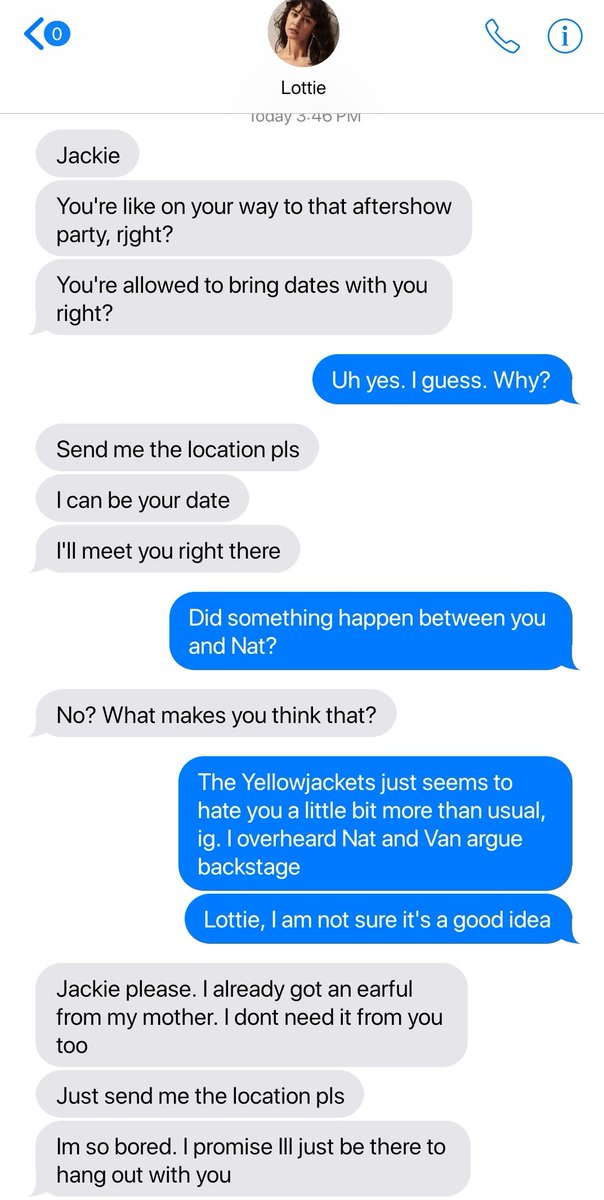 0
Lottie
Today 3:46 PM
Jackie
You're like on your way to that aftershow
party, rjght?
You're allowed to bring dates with you
right?
Uh yes. I guess. Why?
Send me the location pls
I can be your date
I'll meet you right there
Did something happen between you
and Nat?
No? What makes you think that?
The Yellowjackets just seems to
hate you a little bit more than usual,
ig. I overheard Nat and Van argue
backstage
Lottie, I am not sure it's a good idea
Jackie please. I already got an earful
from my mother. I dont need it from you
too
Just send me the location pls
Im so bored. I promise Ill just be there to
hang out with you